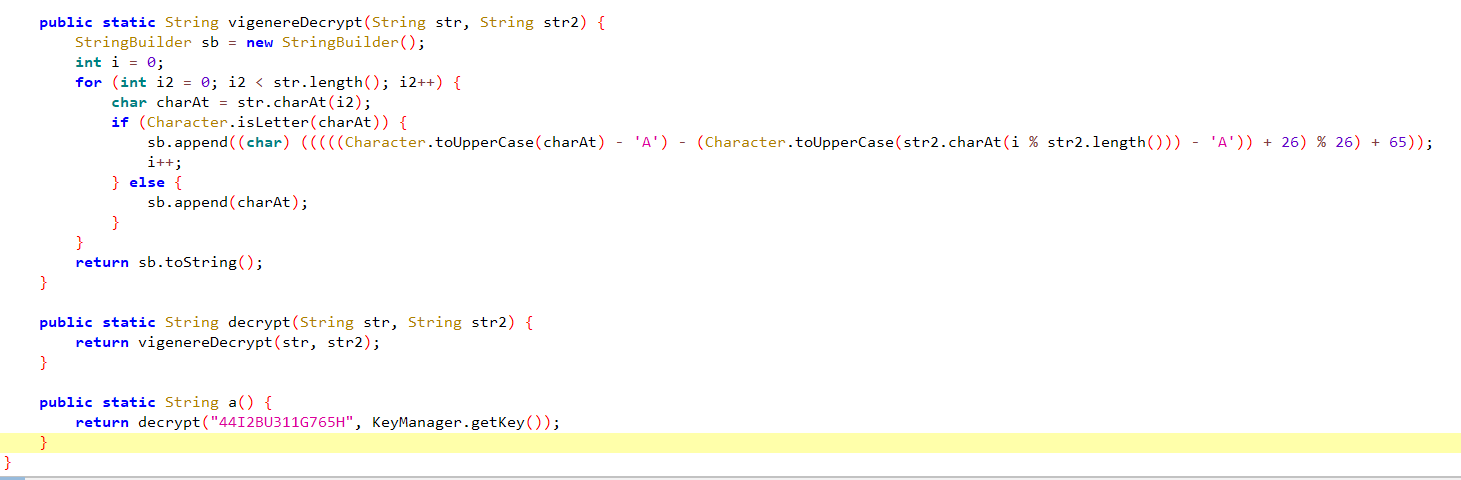 public static String vigenereDecrypt(String str, String str2) {
StringBuilder sb = new StringBuilder();
int i = 0;
for (int i2 = 0; i2 < str.length(); i2++) {
char charAt = str.charAt(i2);
if (Character.isLetter(charAt)) {
sb.append((char) (((((Character.toUpperCase(charAt) - 'A') - (Character.toUpperCase(str2.charAt(i % str2.length())) - 'A')) + 26) % 26) + 65));
i++;
} else {
sb.append(charAt);
}
}
return sb.toString();
}
public static String decrypt(String str, String str2) {
return vigenereDecrypt(str, str2);
}
public static String a() {
return decrypt("44I2BU311G765H", KeyManager.getKey());
}
}